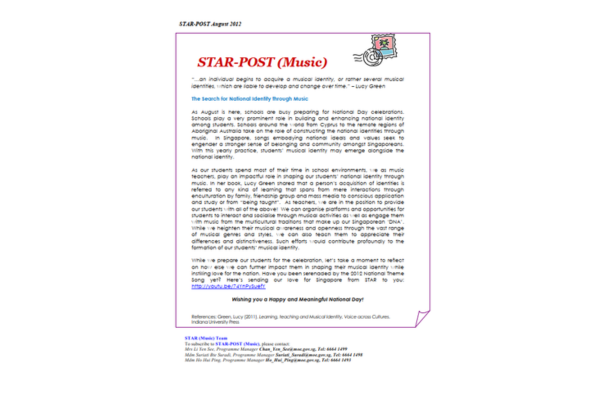 STAR-POST August 2012
STAR-POST (Music)
"...an individual begins to acquire a musical identity, or rather several musical
identities, which are liable to develop and change over time." – Lucy Green
The Search for National Identity through Music
As August is here, schools are busy preparing for National Day celebrations.
Schools play a very prominent role in building and enhancing national identity
among students. Schools around the world from Cyprus to the remote regions of
Aboriginal Australia take on the role of constructing the national identities through
music. In Singapore, songs embodying national ideas and values seek to
engender a stronger sense of belonging and community amongst Singaporeans.
With this yearly practice, students' musical identity may emerge alongside the
national identity.
As our students spend most of their time in school environments, we as music
teachers, play an impactful role in shaping our students' national identity through
music. In her book, Lucy Green shared that a person's acquisition of identities is
referred to any kind of learning that spans from mere interactions through
enculturation by family, friendship group and mass media to conscious application
and study or from "being taught". As teachers, we are in the position to provide
our students with all of the above! We can organise platforms and opportunities for
students to interact and socialise through musical activities as well as engage them
with music from the multicultural traditions that make up our Singaporean 'DNA'.
While we heighten their musical awareness and openness through the vast range
of musical genres and styles, we can also teach them to appreciate their
differences and distinctiveness. Such efforts would contribute profoundly to the
formation of our students' musical identity.
While we prepare our students for the celebration, let's take a moment to reflect
on how else we can further impact them in shaping their musical identity while
instilling love for the Nation. Have you been serenaded by the 2012 National Theme
Song yet? Here's sending our love for Singapore from STAR to you:
Wishing you a Happy and Meaningful National Day!
References: Green, Lucy (2011). Learning, Teaching and Musical Identity, Voice across Cultures.
Indiana University Press
STAR (Music) Team
To subscribe to STAR-POST (Music), please contact:
Mrs Li Yen See, Programme Manager Chan_Yen_See@moe.gov.sg, Tel: 6664 1499
Mdm Suriati Bte Suradi, Programme Manager Suriati_Suradi@moe.gov.sg, Tel: 6664 1498
Mdm Ho Hui Ping, Programme Manager Ho_Hui_Ping@moe.gov.sg, Tel: 6664 1493